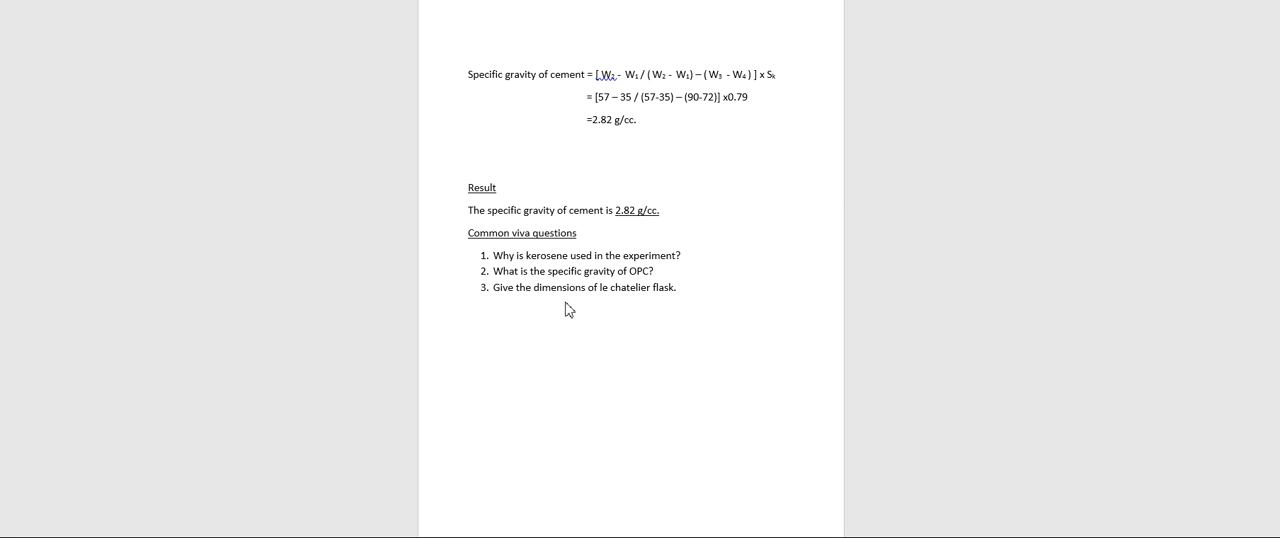 Specific gravity of cement = [ W₂ - W₁ / ( W₂ - W₁) – ( W₃ - W₄ ) ] x Sₖ
= [57 – 35 / (57-35) – (90-72)] x0.79
=2.82 g/cc.
Result
The specific gravity of cement is 2.82 g/cc.
Common viva questions
1. Why is kerosene used in the experiment?
2. What is the specific gravity of OPC?
3. Give the dimensions of le chatelier flask.